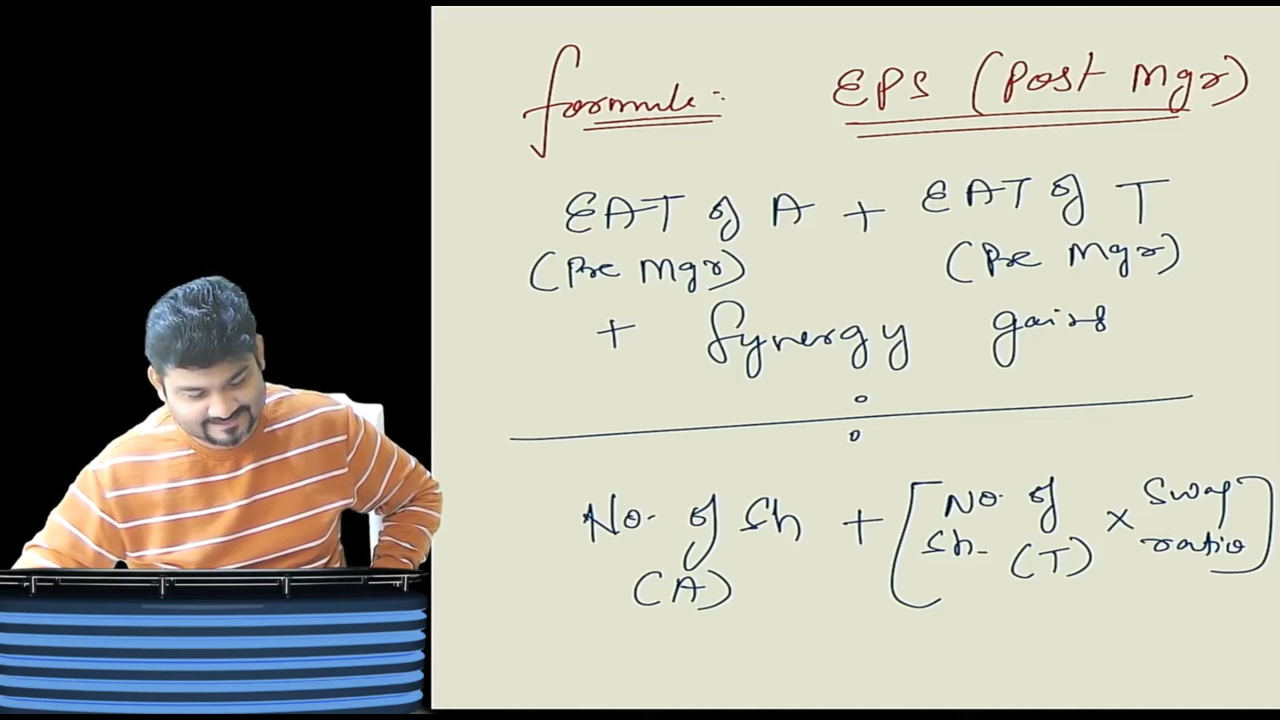 formule:- EPS (Post Mgr)
EAT of A + EAT of T
(Pre Mgr) (Pre Mgr)
+ Synergy gains
No. of Sh + [No. of Sh- (T) × Swap ratio]
(A)